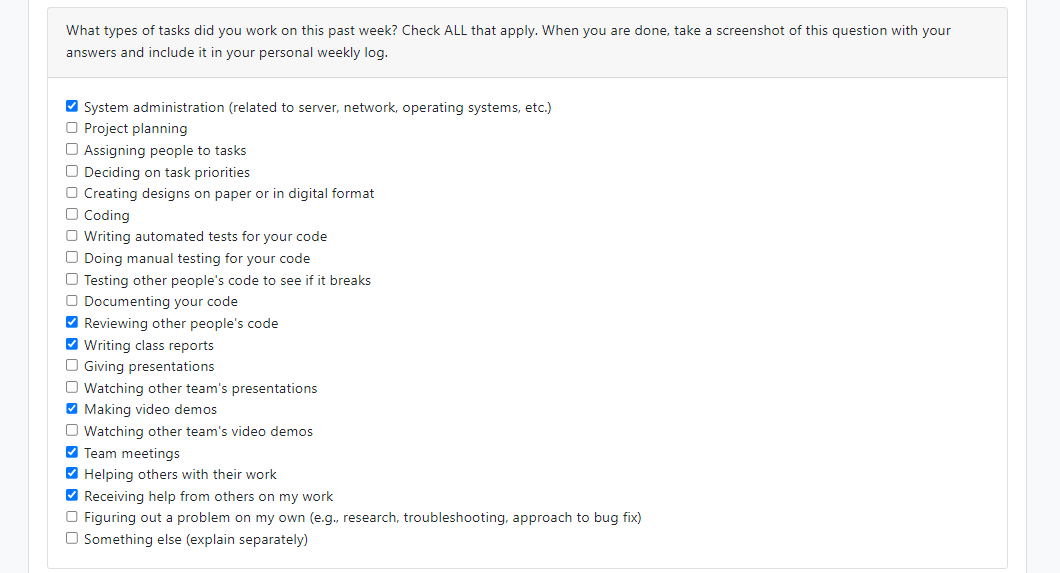 What types of tasks did you work on this past week? Check ALL that apply. When you are done, take a screenshot of this question with your
answers and include it in your personal weekly log.
System administration (related to server, network, operating systems, etc.)
Project planning
Assigning people to tasks
Deciding on task priorities
Creating designs on paper or in digital format
Coding
Writing automated tests for your code
Doing manual testing for your code
Testing other people's code to see if it breaks
Documenting your code
Reviewing other people's code
Writing class reports
Giving presentations
Watching other team's presentations
Making video demos
Watching other team's video demos
Team meetings
Helping others with their work
Receiving help from others on my work
Figuring out a problem on my own (e.g., research, troubleshooting, approach to bug fix)
Something else (explain separately)